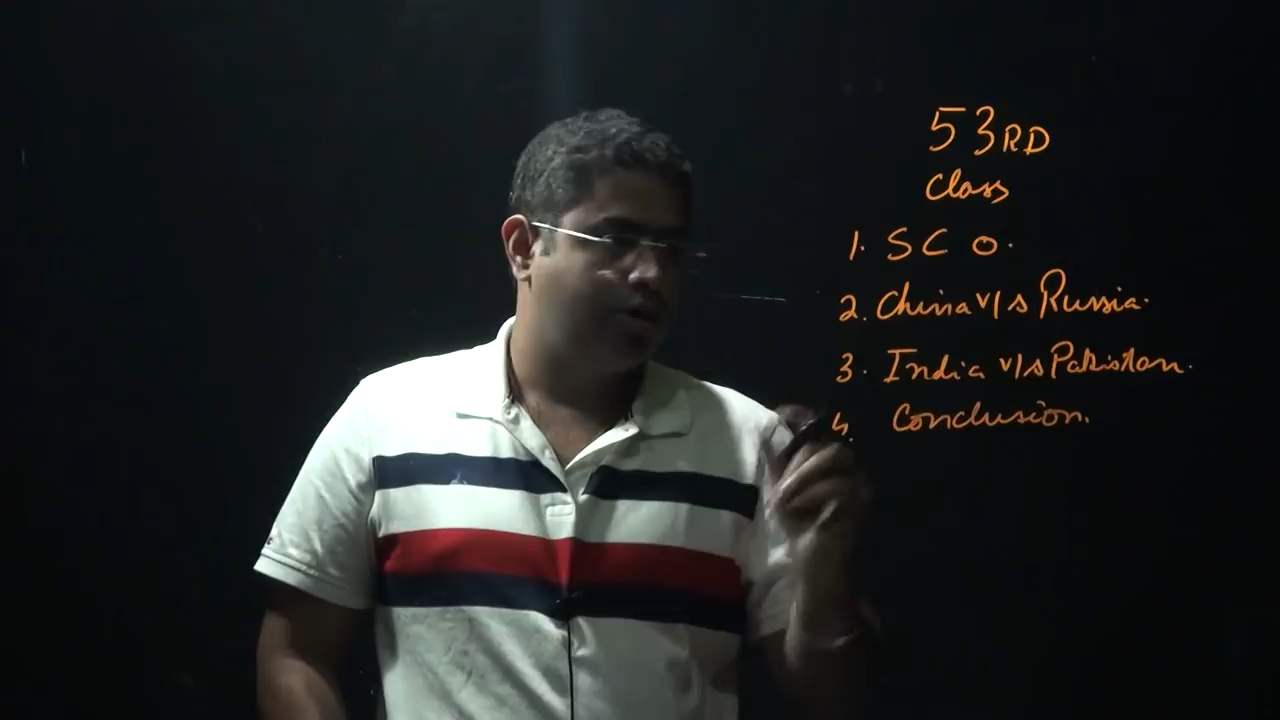 53RD
Class
1. SCO.
2. China v/s Russia.
3. India v/s Pakistan.
4. Conclusion.